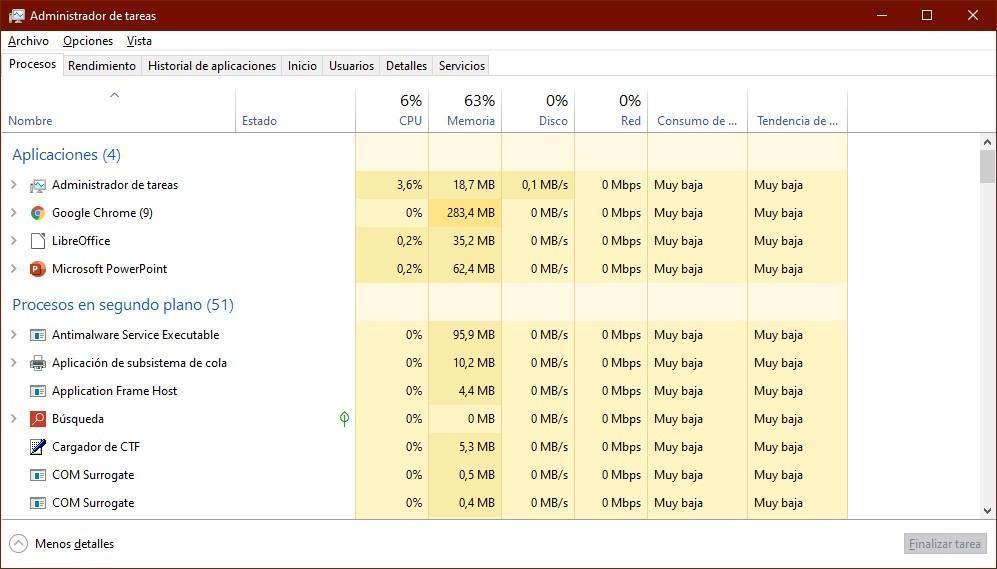 Administrador de tareas
Archivo Opciones Vista
Procesos Rendimiento Historial de aplicaciones Inicio Usuarios Detalles Servicios
6% 63% 0% 0%
Nombre Estado CPU Memoria Disco Red Consumo de ... Tendencia de ...
Aplicaciones (4)
Administrador de tareas 3,6% 18,7 MB 0,1 MB/s 0 Mbps Muy baja Muy baja
Google Chrome (9) 0% 283,4 MB 0 MB/s 0 Mbps Muy baja Muy baja
LibreOffice 0,2% 35,2 MB 0 MB/s 0 Mbps Muy baja Muy baja
Microsoft PowerPoint 0,2% 62,4 MB 0 MB/s 0 Mbps Muy baja Muy baja
Procesos en segundo plano (51)
Antimalware Service Executable 0% 95,9 MB 0 MB/s 0 Mbps Muy baja Muy baja
Aplicación de subsistema de cola 0% 10,2 MB 0 MB/s 0 Mbps Muy baja Muy baja
Application Frame Host 0% 4,4 MB 0 MB/s 0 Mbps Muy baja Muy baja
Búsqueda 0% 0 MB 0 MB/s 0 Mbps Muy baja Muy baja
Cargador de CTF 0% 5,3 MB 0 MB/s 0 Mbps Muy baja Muy baja
COM Surrogate 0% 0,5 MB 0 MB/s 0 Mbps Muy baja Muy baja
COM Surrogate 0% 0,4 MB 0 MB/s 0 Mbps Muy baja Muy baja
Menos detalles Finalizar tarea